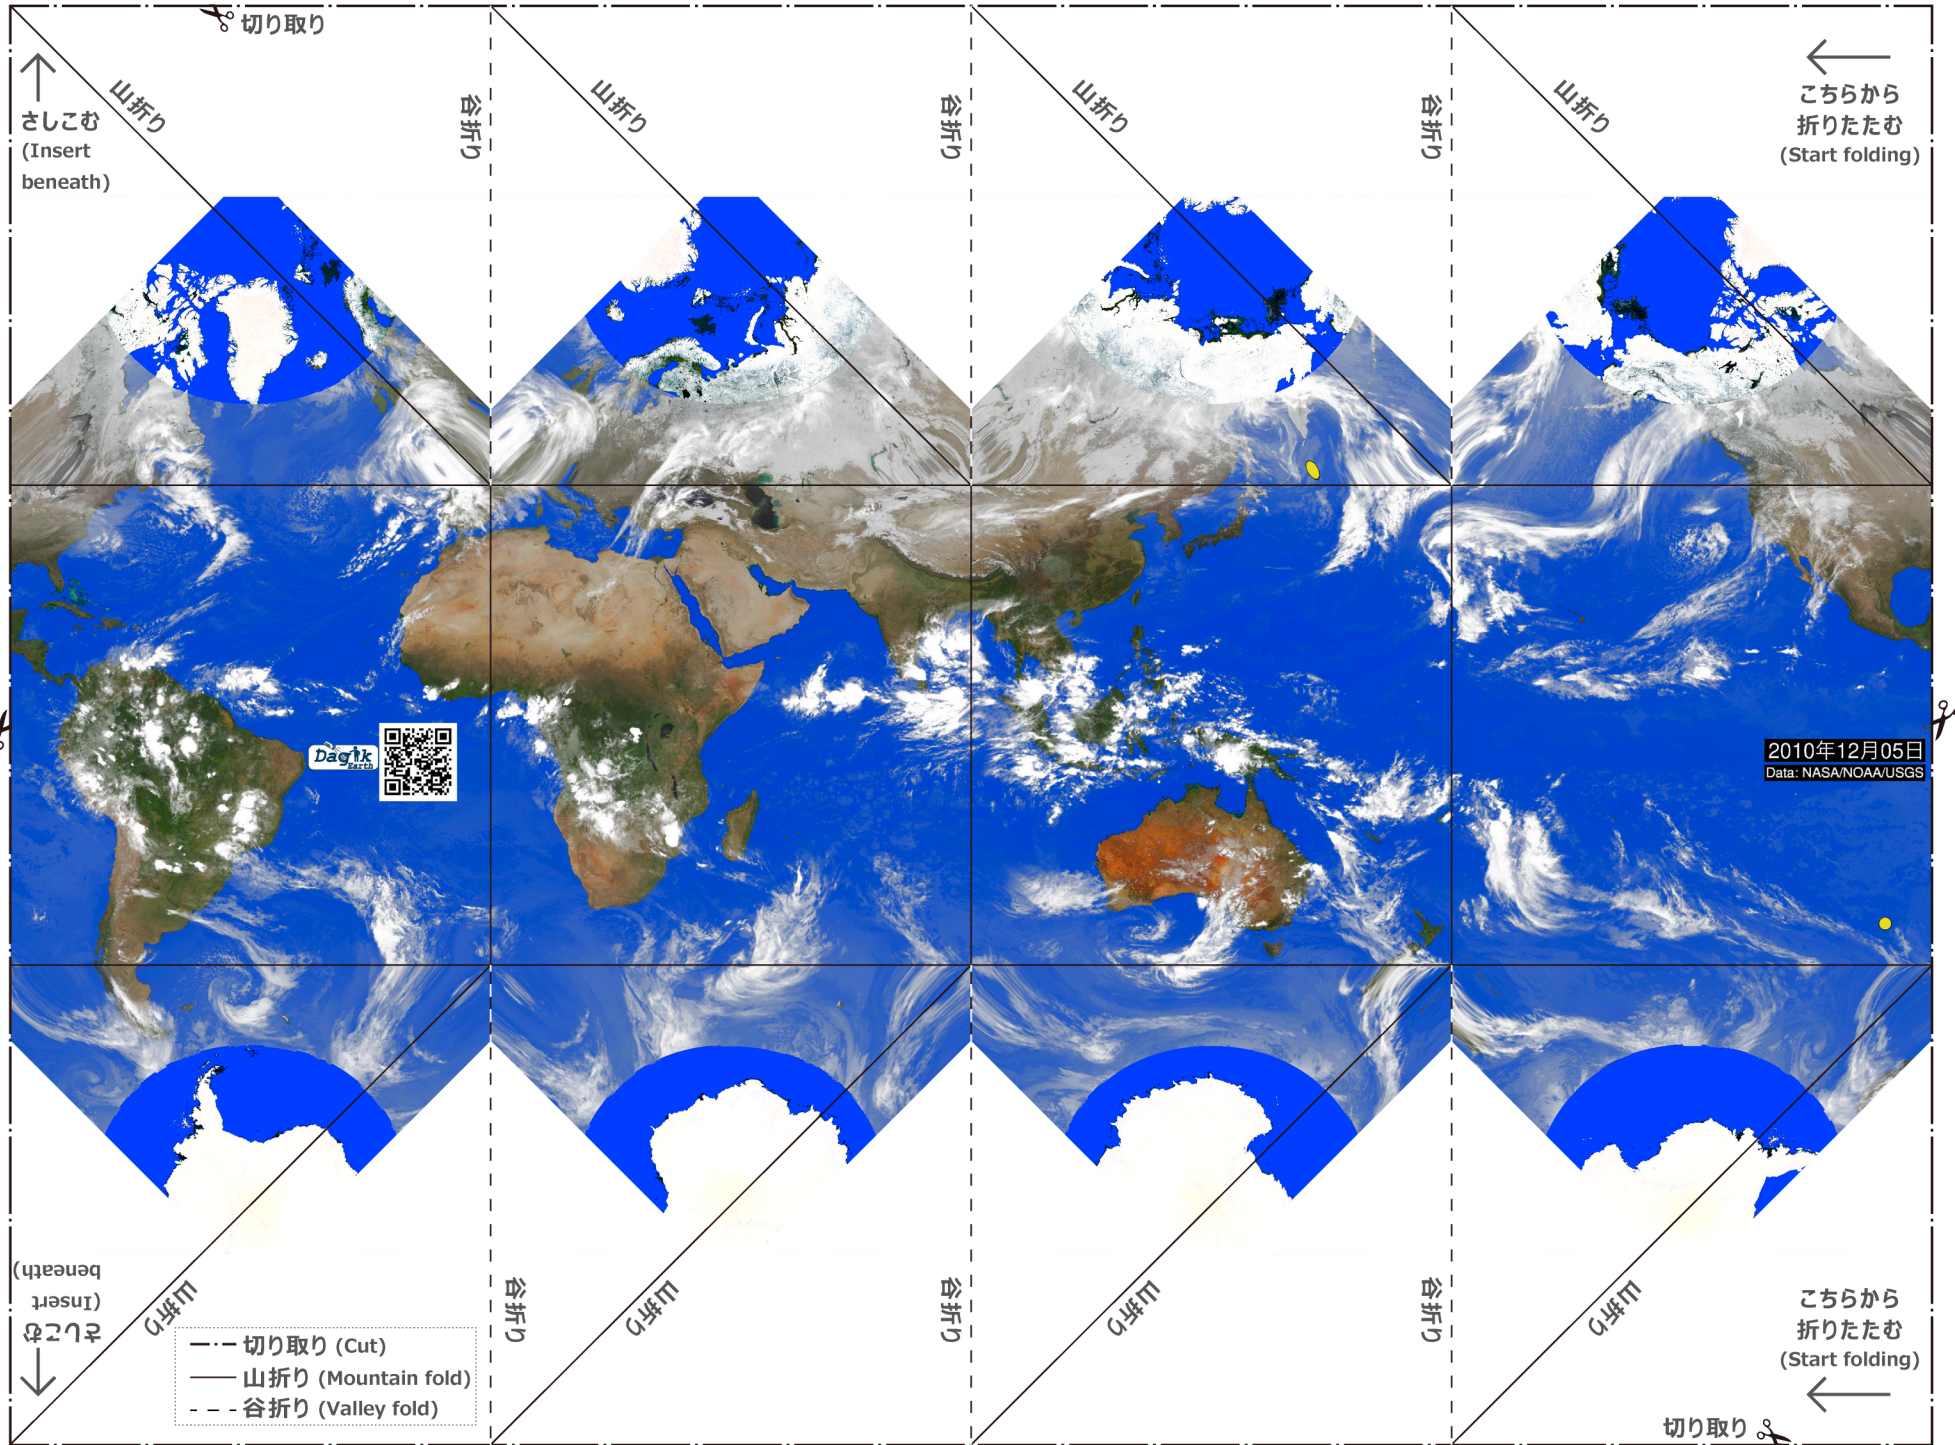 切り取り
さしこむ
(Insert
beneath)
山折り
谷折り
山折り
谷折り
山折り
谷折り
山折り
こちらから
折りたたむ
(Start folding)
Dagik
Earth
2010年12月05日
Data: NASA/NOAA/USGS
さしこむ
(Insert
beneath)
山折り
谷折り
山折り
谷折り
山折り
谷折り
山折り
こちらから
折りたたむ
(Start folding)
切り取り (Cut)
山折り (Mountain fold)
谷折り (Valley fold)
切り取り